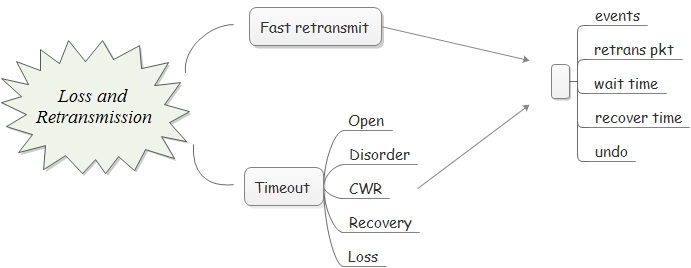 Loss and
Retransmission
Fast retransmit
Timeout
Open
Disorder
CWR
Recovery
Loss
events
retrans pkt
wait time
recover time
undo